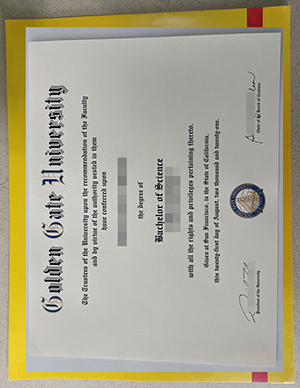 Golden Gate University
The Trustees of the University upon the recommendation of the Faculty
and by virtue of the authority vested in them
have conferred upon
the degree of
Bachelor of Science
with all the rights and privileges pertaining thereto.
Given at San Francisco, in the State of California,
this twenty-first day of August, two thousand and twenty-one.
President of the University
Chair of the Board of Trustees